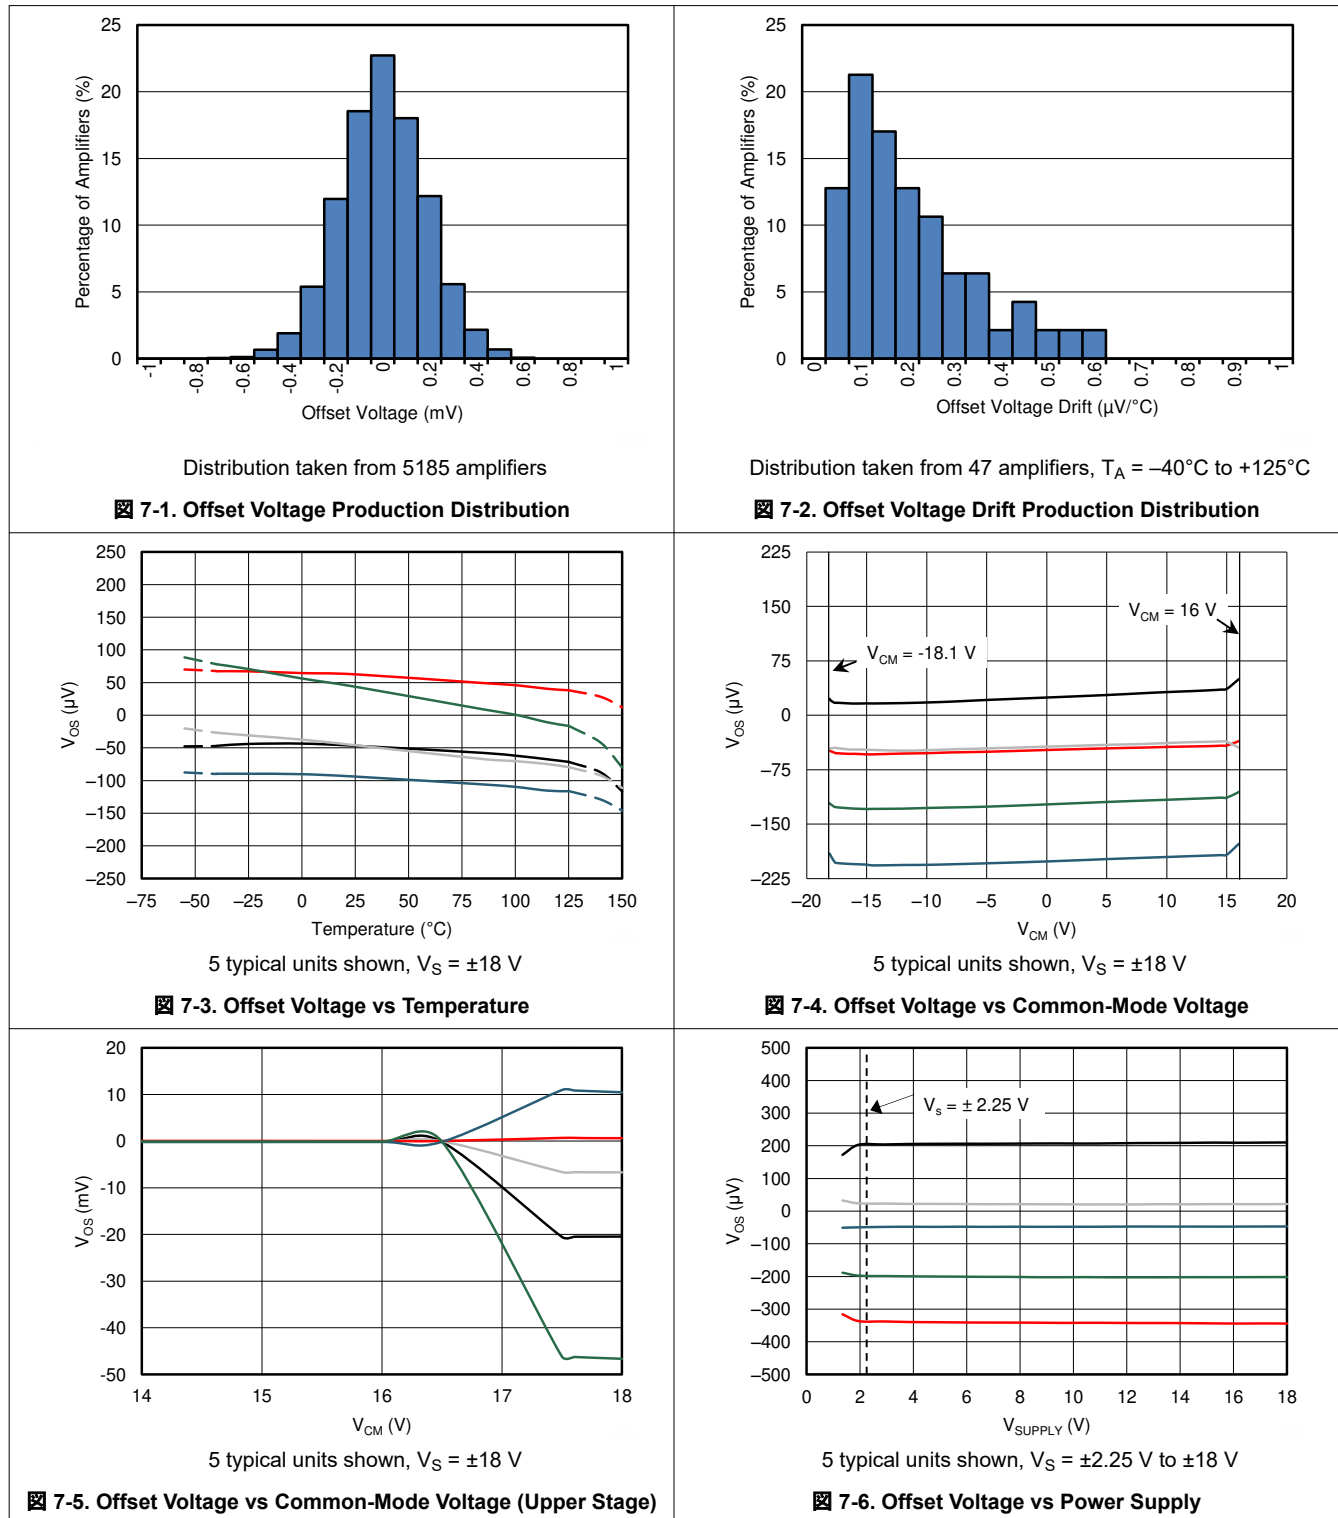 Percentage of Amplifiers (%)
25
20
15
10
5
0
-1
-0.8
-0.6
-0.4
-0.2
0
0.2
0.4
0.6
0.8
1
Offset Voltage (mV)
Distribution taken from 5185 amplifiers
図 7-1. Offset Voltage Production Distribution
Percentage of Amplifiers (%)
25
20
15
10
5
0
0
0.1
0.2
0.3
0.4
0.5
0.6
0.7
0.8
0.9
1
Offset Voltage Drift (µV/°C)
Distribution taken from 47 amplifiers, TA = –40°C to +125°C
図 7-2. Offset Voltage Drift Production Distribution
VOS (µV)
250
200
150
100
50
0
–50
–100
–150
–200
–250
–75 –50 –25 0 25 50 75 100 125 150
Temperature (°C)
5 typical units shown, VS = ±18 V
図 7-3. Offset Voltage vs Temperature
VOS (µV)
225
150
75
0
–75
–150
–225
VCM = 16 V
VCM = -18.1 V
–20 –15 –10 –5 0 5 10 15 20
VCM (V)
5 typical units shown, VS = ±18 V
図 7-4. Offset Voltage vs Common-Mode Voltage
VOS (mV)
20
10
0
-10
-20
-30
-40
-50
14 15 16 17 18
VCM (V)
5 typical units shown, VS = ±18 V
図 7-5. Offset Voltage vs Common-Mode Voltage (Upper Stage)
VOS (µV)
500
400
300
200
100
0
–100
–200
–300
–400
–500
Vs = ± 2.25 V
0 2 4 6 8 10 12 14 16 18
VSUPPLY (V)
5 typical units shown, VS = ±2.25 V to ±18 V
図 7-6. Offset Voltage vs Power Supply